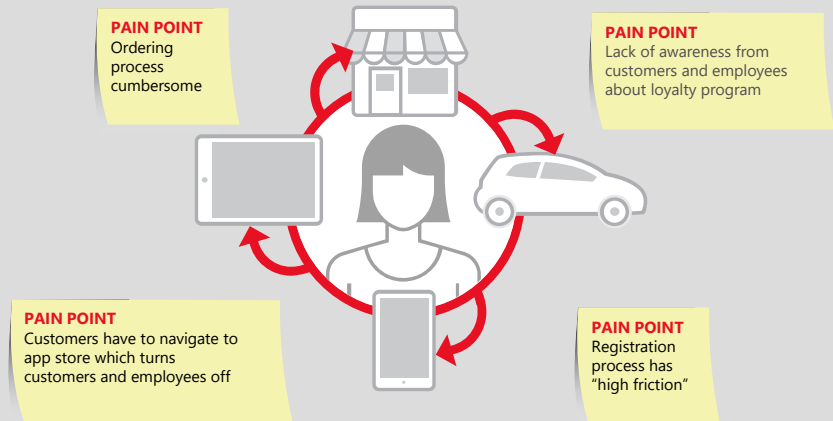 PAIN POINT
Ordering
process
cumbersome
PAIN POINT
Lack of awareness from
customers and employees
about loyalty program
PAIN POINT
Customers have to navigate to
app store which turns
customers and employees off
PAIN POINT
Registration
process has
“high friction”